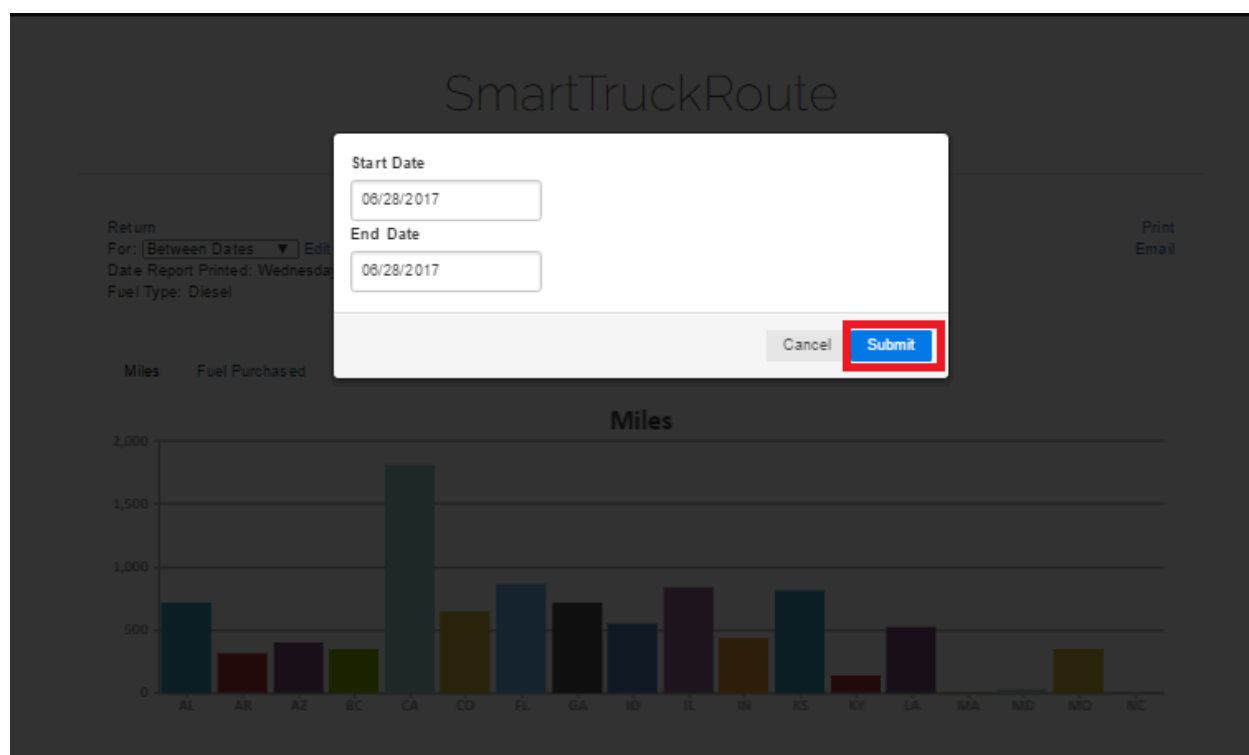 SmartTruckRoute
Start Date
06/28/2017
End Date
06/28/2017
Cancel Submit
Return
For: Between Dates ▼ Edit
Date Report Printed: Wednesda
Fuel Type: Diesel
Print
Email
Miles Fuel Purchased
Miles
2,000
1,500
1,000
500
0
AL AR AZ BC CA CO FL GA ID IL IN KS KY LA MA MD MO NC